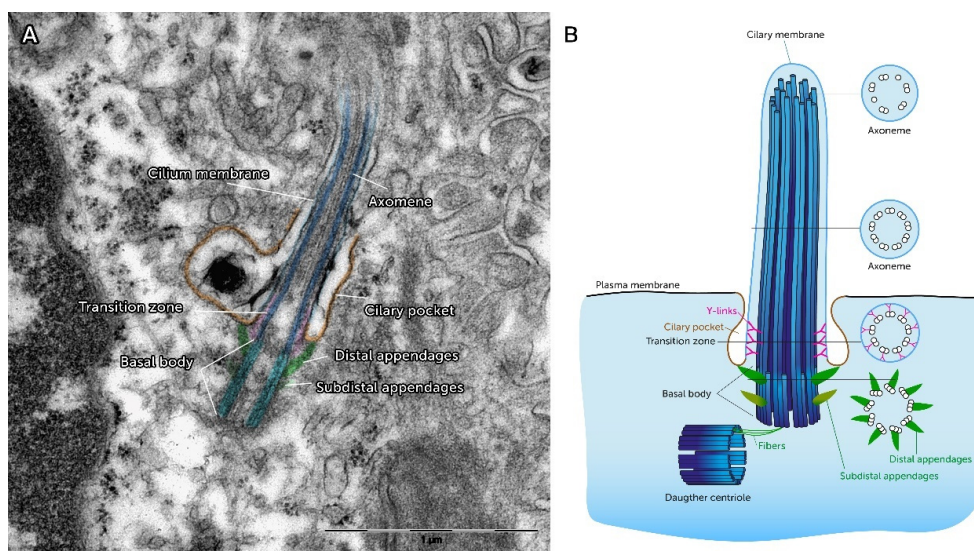 A
Cilium membrane
Axomene
Transition zone
Cilary pocket
Basal body
Distal appendages
Subdistal appendages
1 µm
B
Cilary membrane
Axoneme
Axoneme
Plasma membrane
Y-links
Cilary pocket
Transition zone
Basal body
Fibers
Distal appendages
Subdistal appendages
Daugther centriole